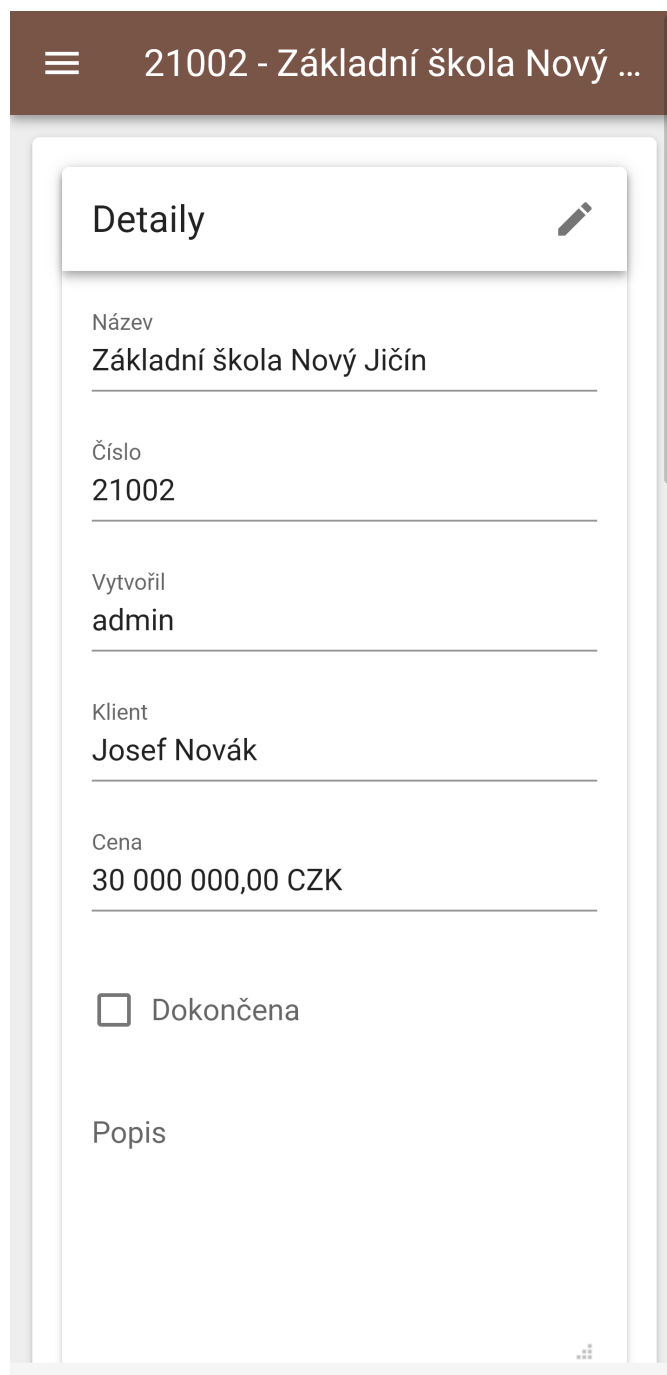 21002 - Základní škola Nový ...
Detaily
Název
Základní škola Nový Jičín
Číslo
21002
Vytvořil
admin
Klient
Josef Novák
Cena
30 000 000,00 CZK
Dokončena
Popis